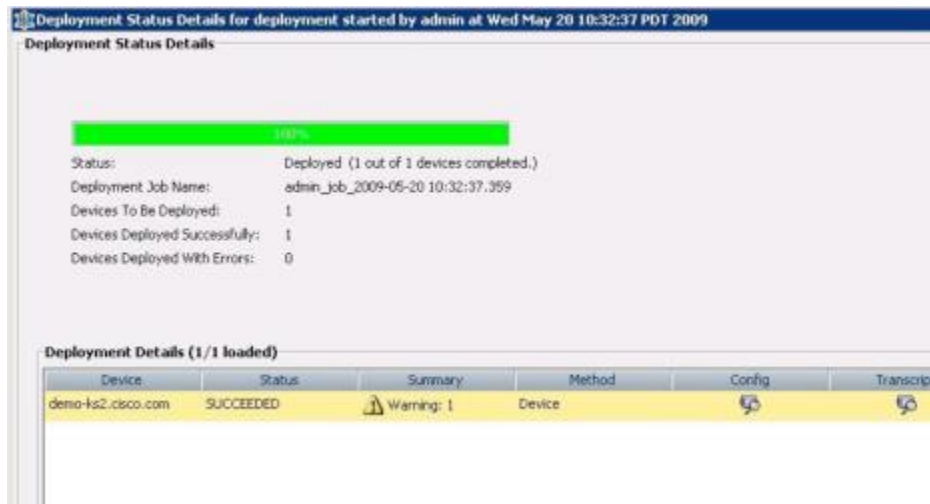 Deployment Status Details for deployment started by admin at Wed May 20 10:32:37 PDT 2009
Deployment Status Details
100%
Status: Deployed (1 out of 1 devices completed.)
Deployment Job Name: admin_job_2009-05-20 10:32:37.359
Devices To Be Deployed: 1
Devices Deployed Successfully: 1
Devices Deployed With Errors: 0
Deployment Details (1/1 loaded)
Device Status Summary Method Config Transcrip
demo-ks2.cisco.com SUCCEEDED Warning: 1 Device